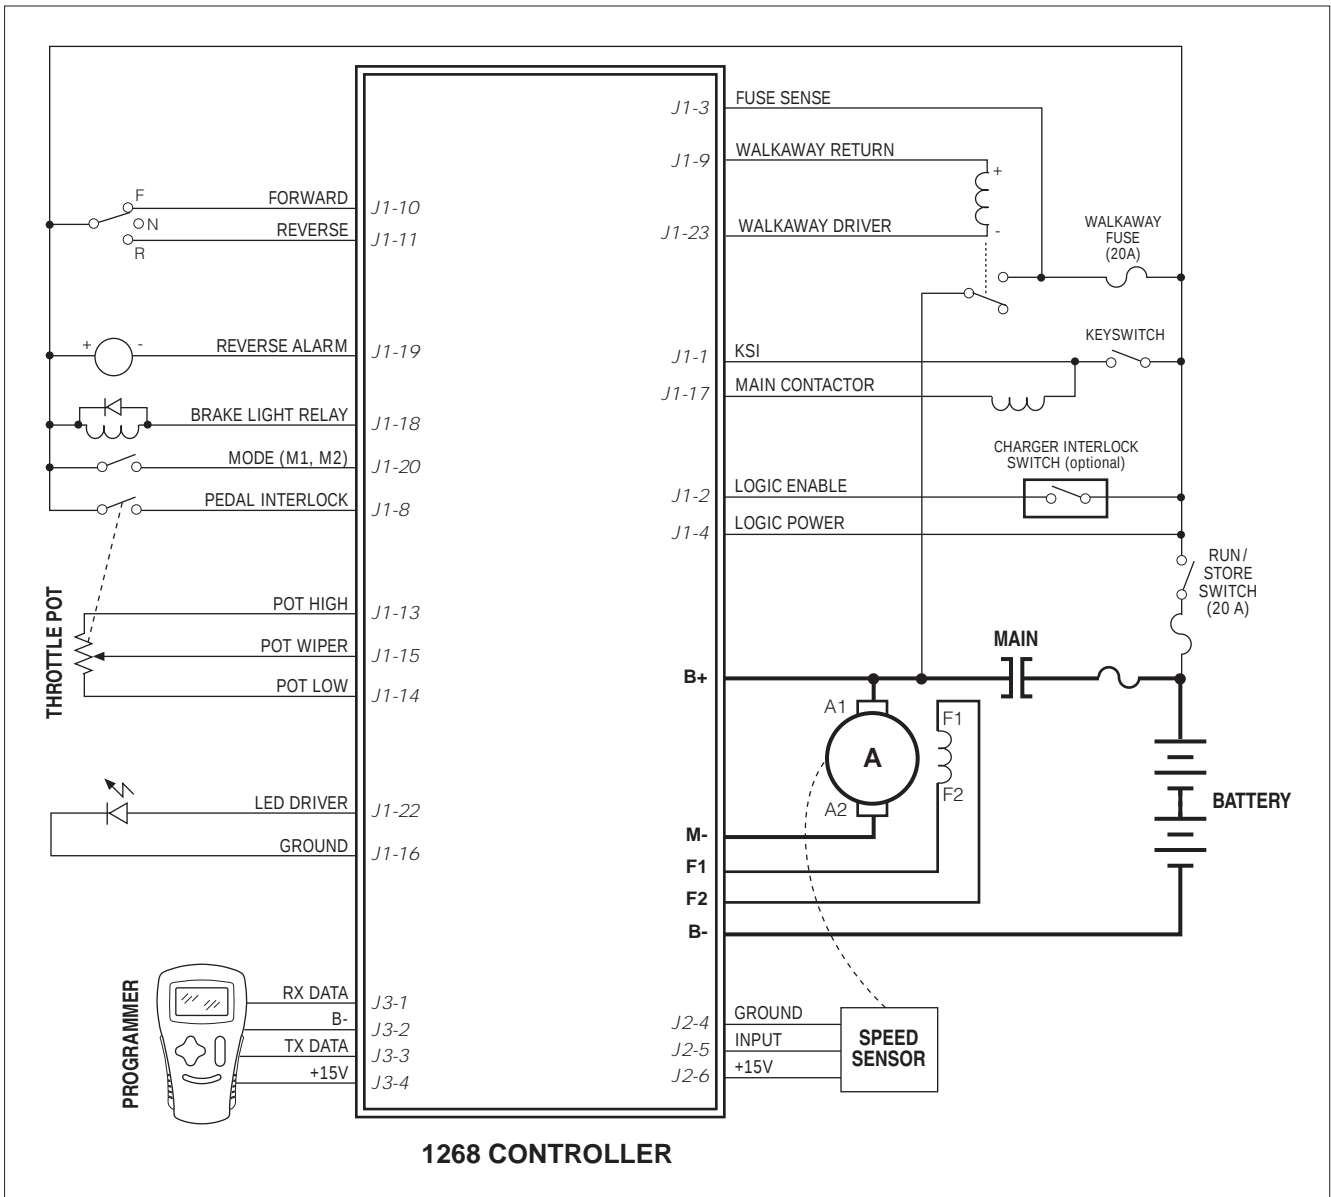 J1-3 FUSE SENSE
J1-9 WALKAWAY RETURN
+
J1-23 WALKAWAY DRIVER
-
WALKAWAY
FUSE
(20A)
F
N
R
FORWARD J1-10
REVERSE J1-11
+
-
REVERSE ALARM J1-19
BRAKE LIGHT RELAY J1-18
MODE (M1, M2) J1-20
PEDAL INTERLOCK J1-8
J1-1 KSI
KEYSWITCH
J1-17 MAIN CONTACTOR
CHARGER INTERLOCK
SWITCH (optional)
J1-2 LOGIC ENABLE
J1-4 LOGIC POWER
RUN/
STORE
SWITCH
(20 A)
THROTTLE POT
POT HIGH J1-13
POT WIPER J1-15
POT LOW J1-14
MAIN
B+
A1
A
A2
F1
F2
BATTERY
LED DRIVER J1-22
GROUND J1-16
M-
F1
F2
B-
PROGRAMMER
RX DATA J3-1
B- J3-2
TX DATA J3-3
+15V J3-4
J2-4 GROUND
J2-5 INPUT
J2-6 +15V
SPEED
SENSOR
1268 CONTROLLER